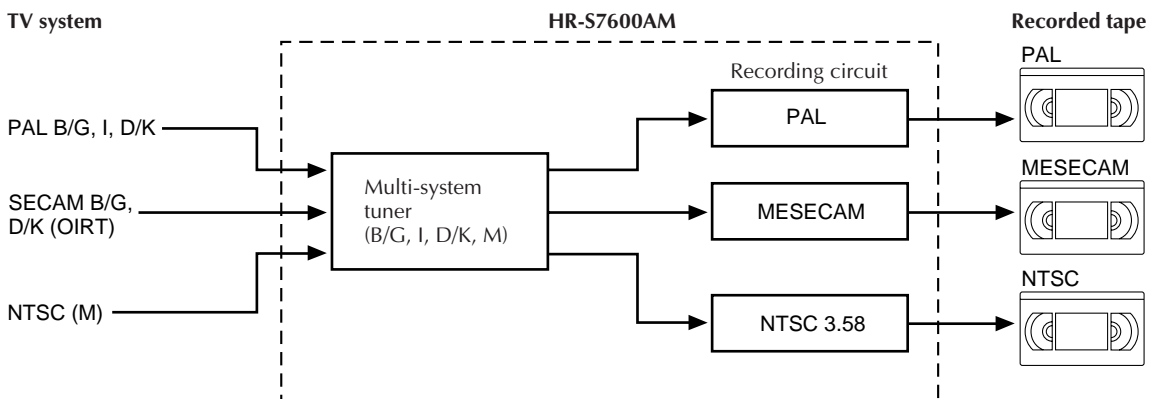 TV system
HR-S7600AM
Recorded tape
PAL B/G, I, D/K
SECAM B/G,
D/K (OIRT)
NTSC (M)
Multi-system
tuner
(B/G, I, D/K, M)
Recording circuit
PAL
MESECAM
NTSC 3.58
PAL
MESECAM
NTSC